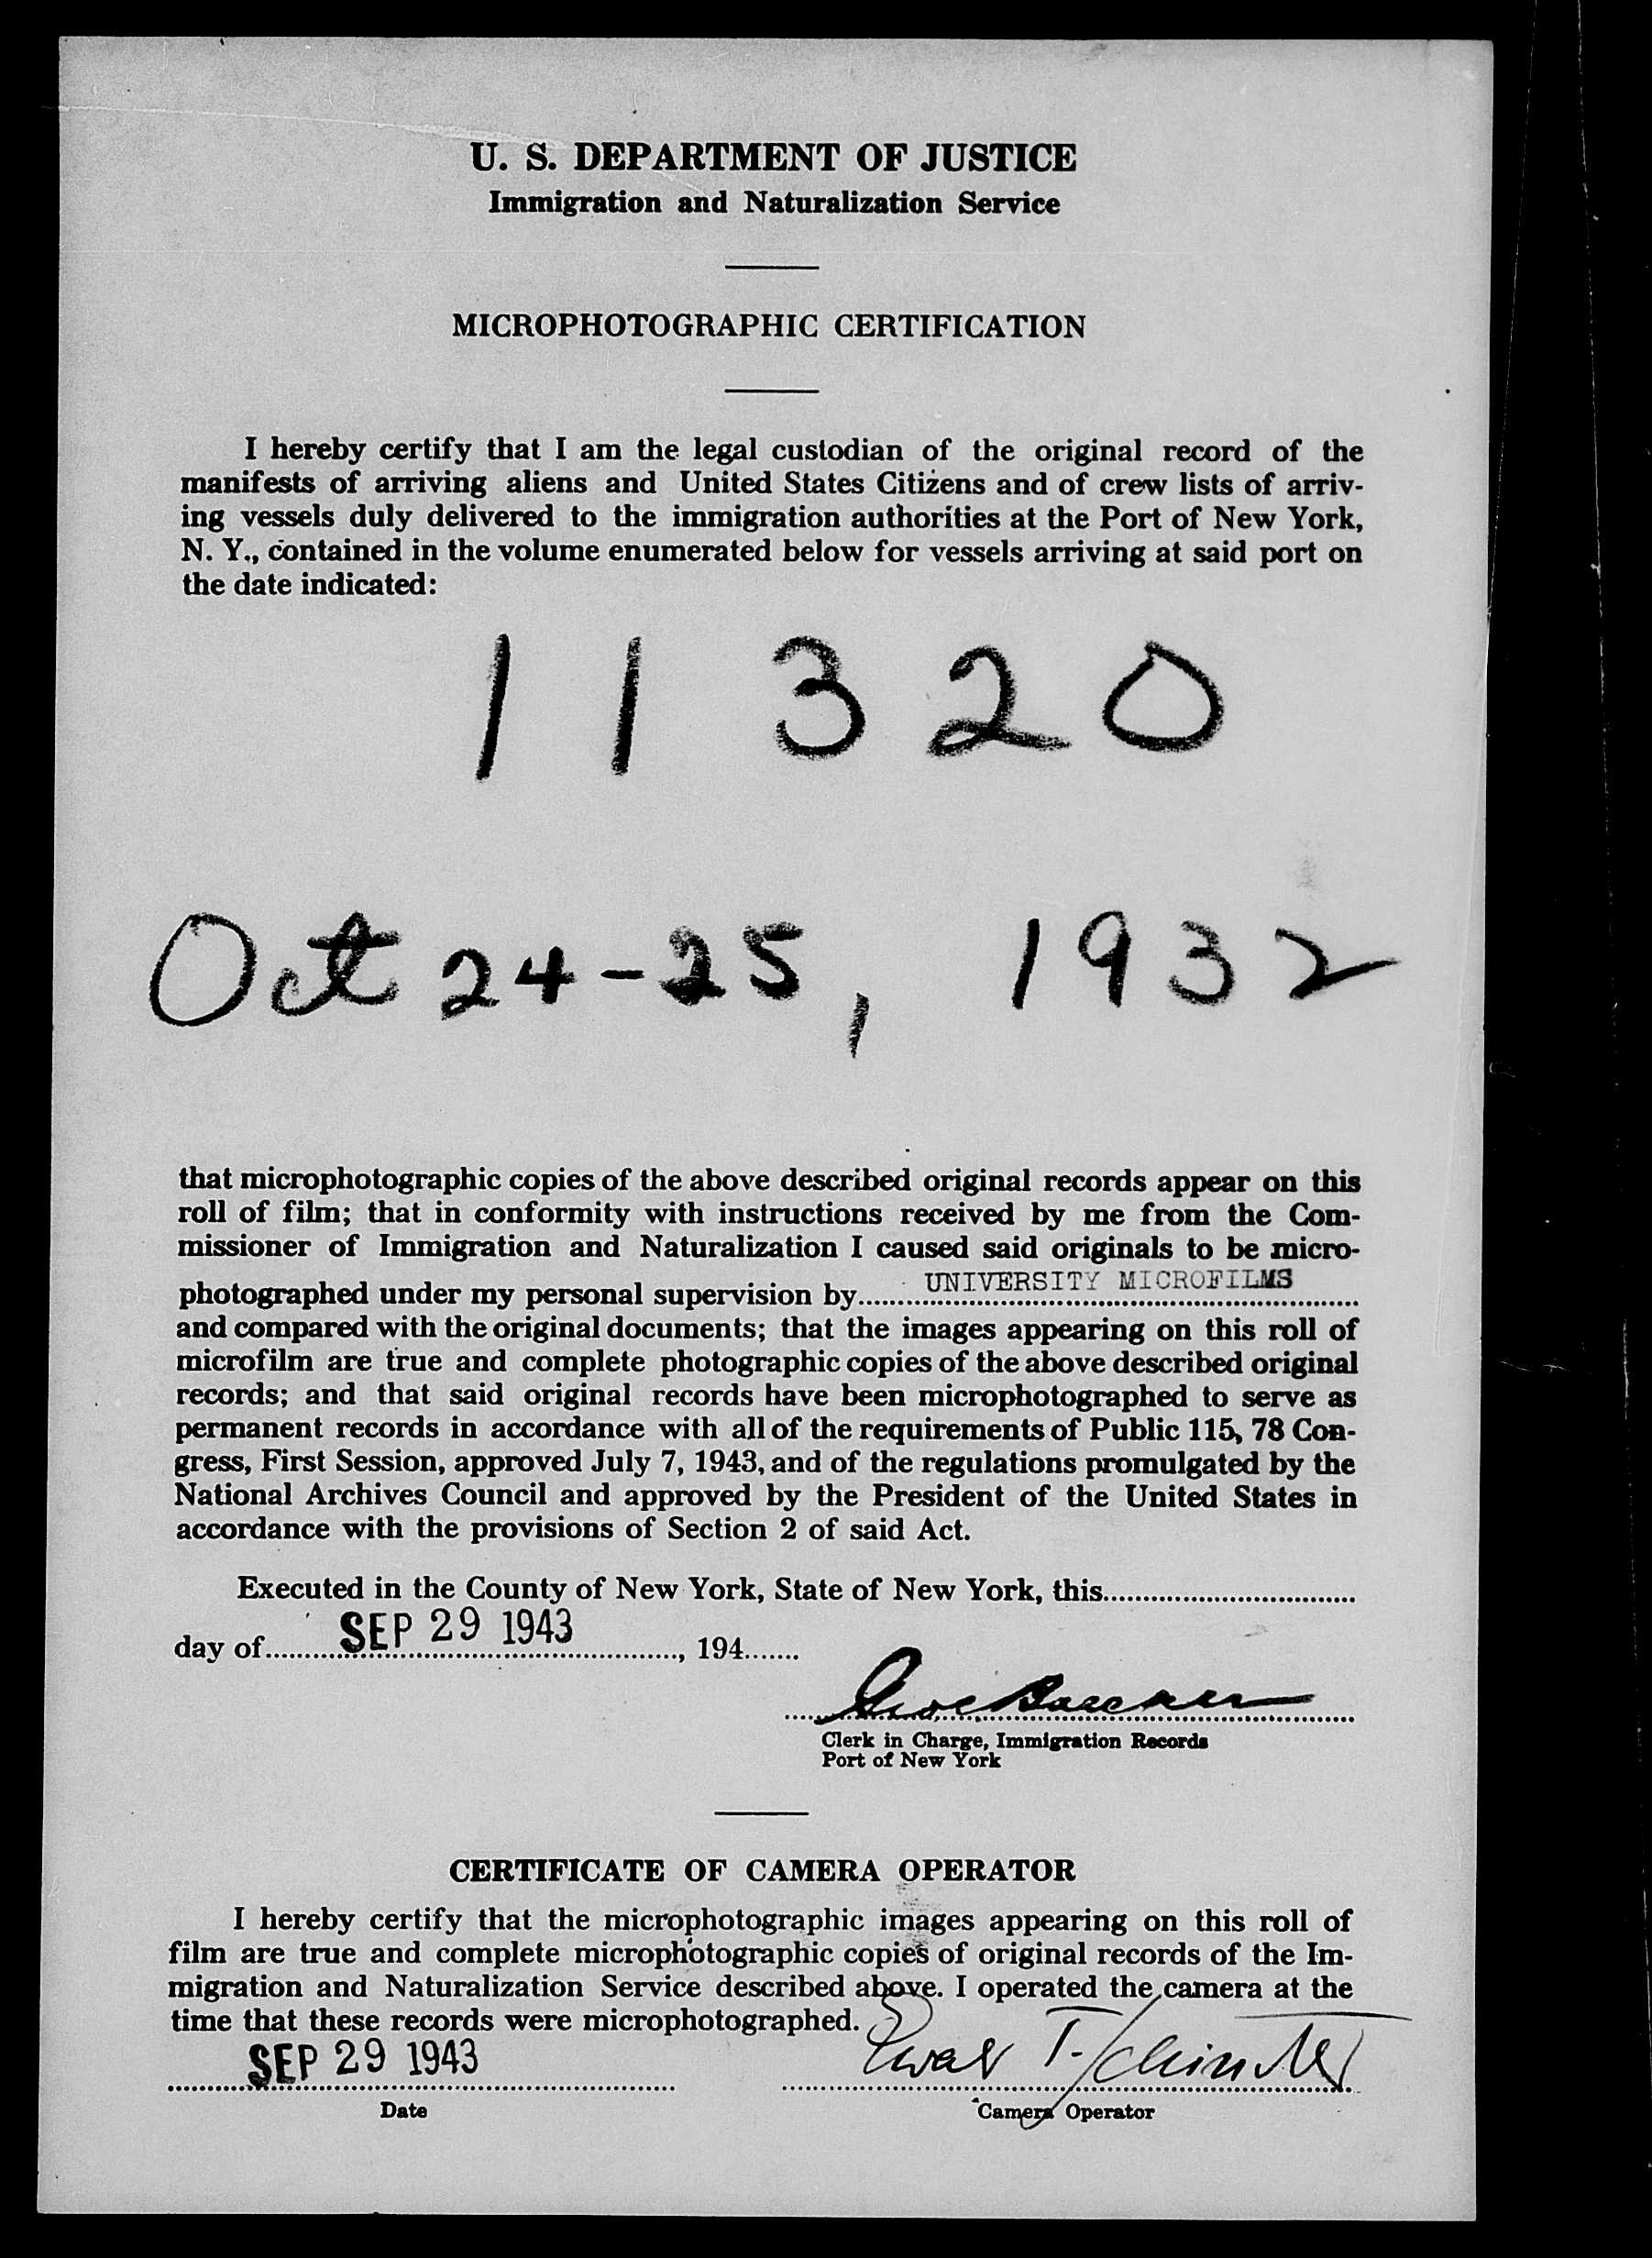 U. S. DEPARTMENT OF JUSTICE
Immigration and Naturalization Service
MICROPHOTOGRAPHIC CERTIFICATION
I hereby certify that I am the legal custodian of the original record of the
manifests of arriving aliens and United States Citizens and of crew lists of arriv-
ing vessels duly delivered to the immigration authorities at the Port of New York,
N. Y., contained in the volume enumerated below for vessels arriving at said port on
the date indicated:
11320
Oct 24-25, 1932
that microphotographic copies of the above described original records appear on this
roll of film; that in conformity with instructions received by me from the Com-
missioner of Immigration and Naturalization I caused said originals to be micro-
photographed under my personal supervision by UNIVERSITY MICROFILMS
and compared with the original documents; that the images appearing on this roll of
microfilm are true and complete photographic copies of the above described original
records; and that said original records have been microphotographed to serve as
permanent records in accordance with all of the requirements of Public 115, 78 Con-
gress, First Session, approved July 7, 1943, and of the regulations promulgated by the
National Archives Council and approved by the President of the United States in
accordance with the provisions of Section 2 of said Act.
Executed in the County of New York, State of New York, this
day of SEP 29 1943, 194
Clerk in Charge, Immigration Records
Port of New York
CERTIFICATE OF CAMERA OPERATOR
I hereby certify that the microphotographic images appearing on this roll of
film are true and complete microphotographic copies of original records of the Im-
migration and Naturalization Service described above. I operated the camera at the
time that these records were microphotographed.
SEP 29 1943
Date
Camera Operator